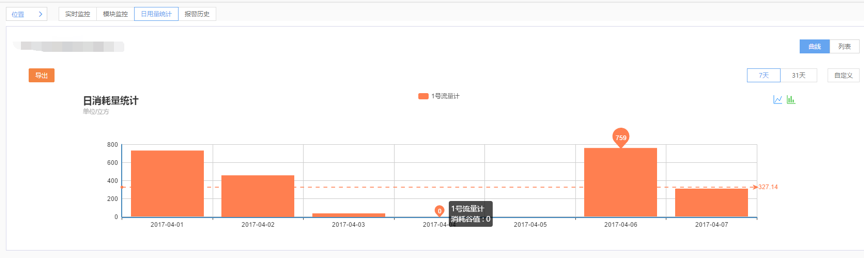 位置 >
实时监控 模块监控 日用量统计 报警历史
曲线 列表
导出
7天 31天 自定义
日消耗量统计
单位/立方
1号流量计
800
600
400
200
0
759
327.14
0
1号流量计
消耗谷值 : 0
2017-04-01 2017-04-02 2017-04-03 2017-04-04 2017-04-05 2017-04-06 2017-04-07